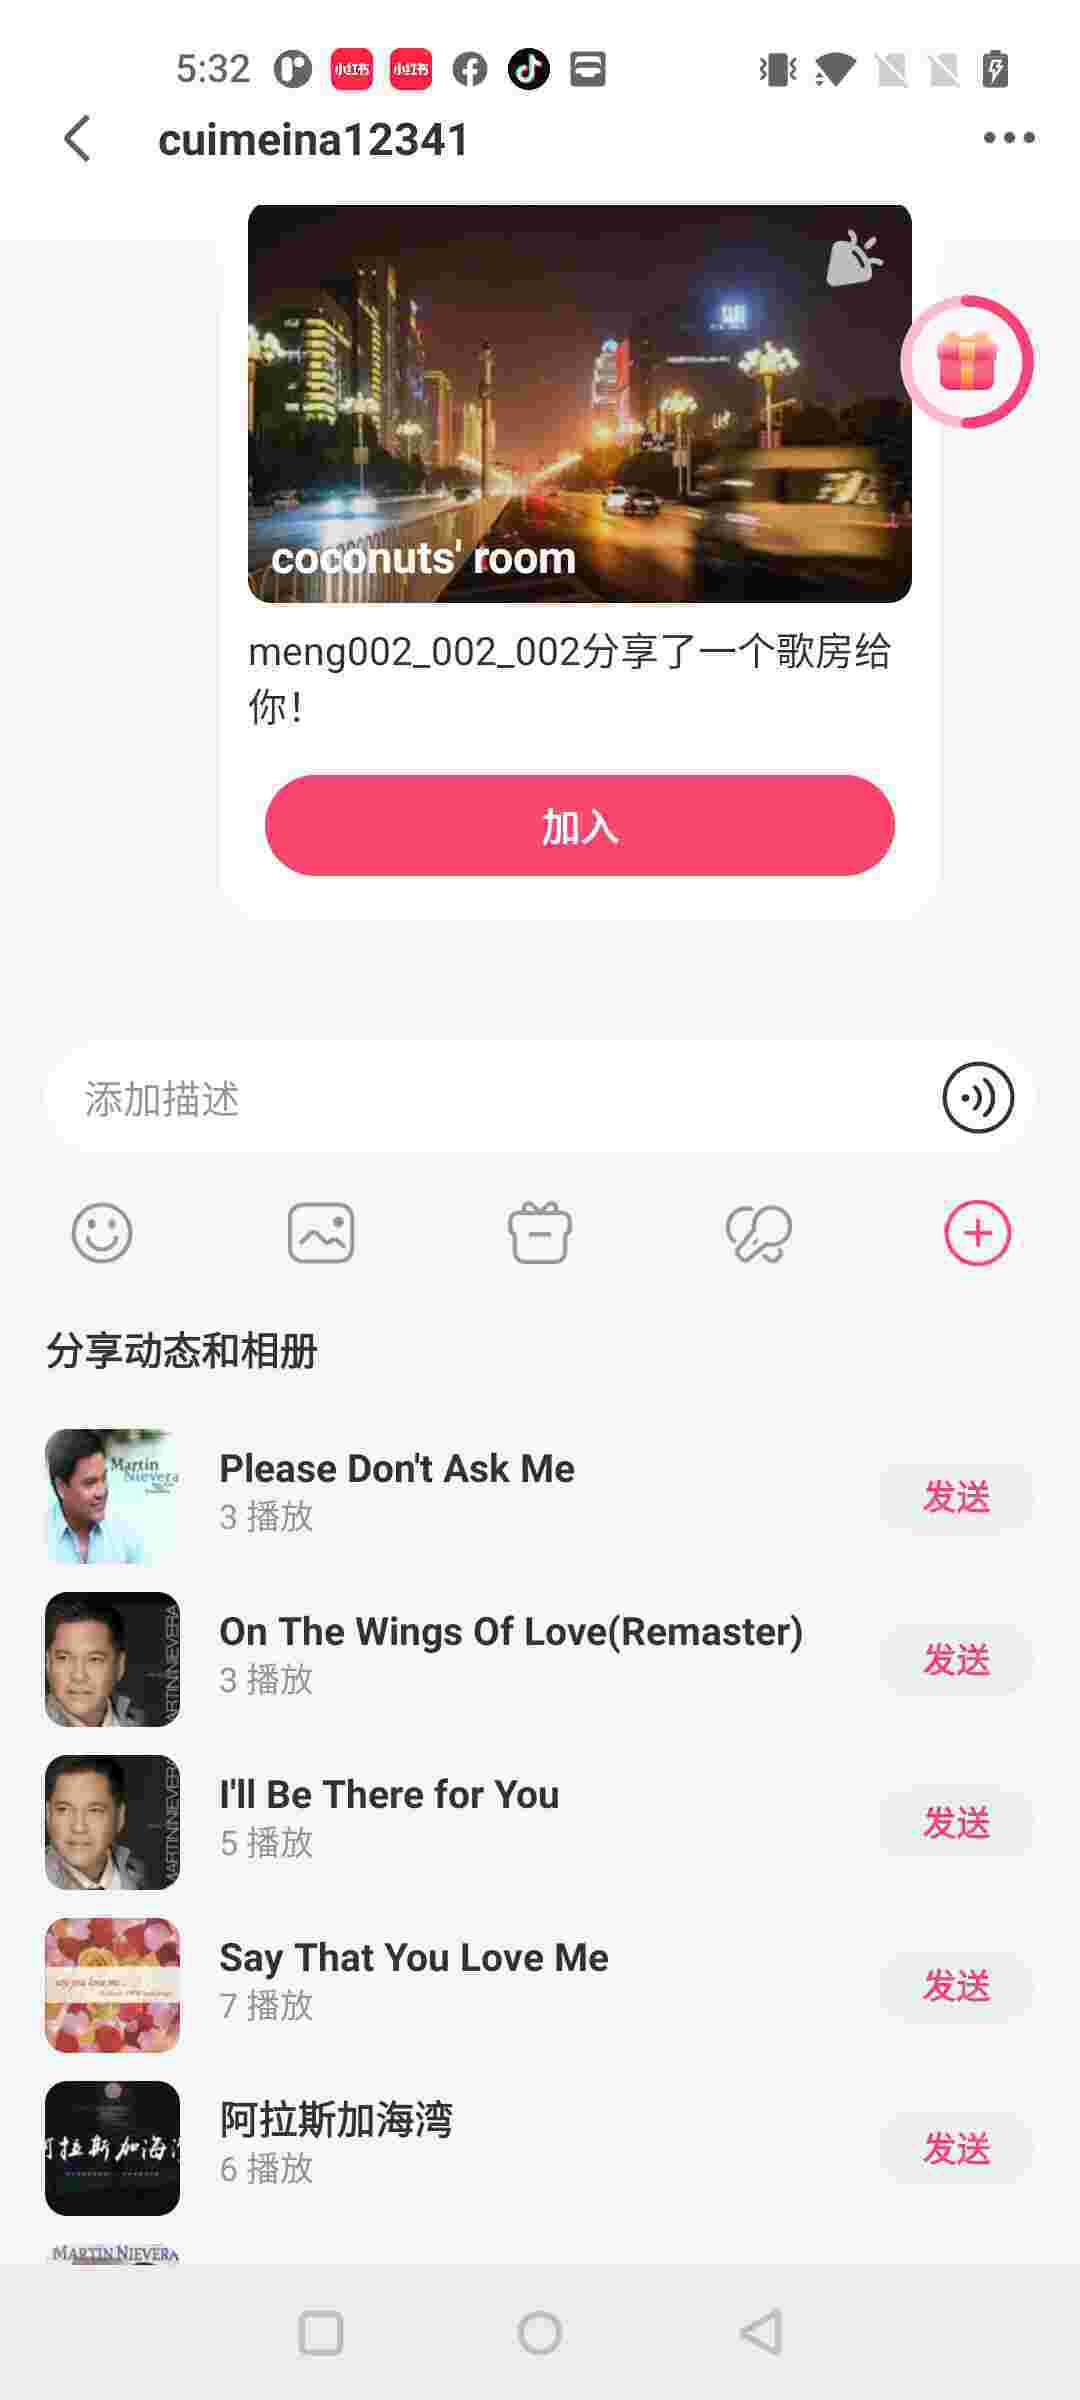 5:32
小红书
小红书
cuimeina12341
coconuts' room
meng002_002_002分享了一个歌房给
你！
加入
添加描述
分享动态和相册
Martin
Nievera
Please Don't Ask Me
3 播放
发送
MARTIN NIEVERA
On The Wings Of Love(Remaster)
3 播放
发送
MARTIN NIEVERA
I'll Be There for You
5 播放
发送
say you love me
Say That You Love Me
7 播放
发送
阿拉斯加海湾
阿拉斯加海湾
6 播放
发送
MARTIN NIEVERA